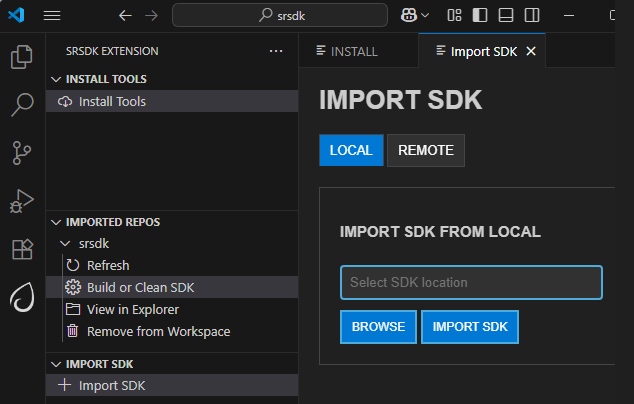 srsdk
SRSDK EXTENSION
INSTALL
Import SDK
INSTALL TOOLS
Install Tools
IMPORTED REPOS
srsdk
Refresh
Build or Clean SDK
View in Explorer
Remove from Workspace
IMPORT SDK
Import SDK
IMPORT SDK
LOCAL
REMOTE
IMPORT SDK FROM LOCAL
Select SDK location
BROWSE
IMPORT SDK